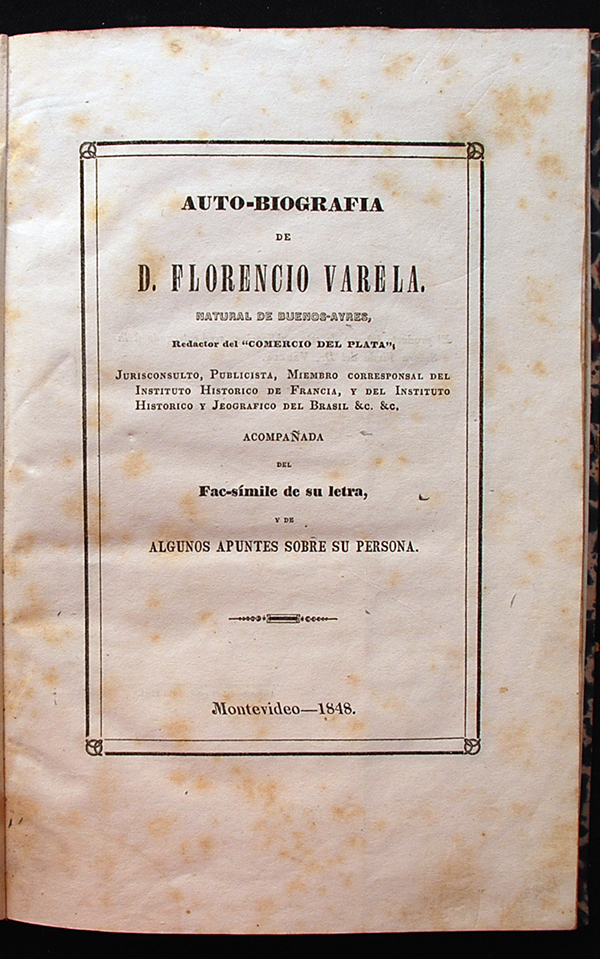 AUTO-BIOGRAFIA
DE
D. FLORENCIO VARELA.
NATURAL DE BUENOS-AYRES,
Redactor del "COMERCIO DEL PLATA";
JURISCONSULTO, PUBLICISTA, MIEMBRO CORRESPONSAL DEL
INSTITUTO HISTORICO DE FRANCIA, Y DEL INSTITUTO
HISTORICO Y JEOGRAFICO DEL BRASIL &c. &c.
ACOMPAÑADA
DEL
Fac-símile de su letra,
Y DE
ALGUNOS APUNTES SOBRE SU PERSONA.
Montevideo—1848.